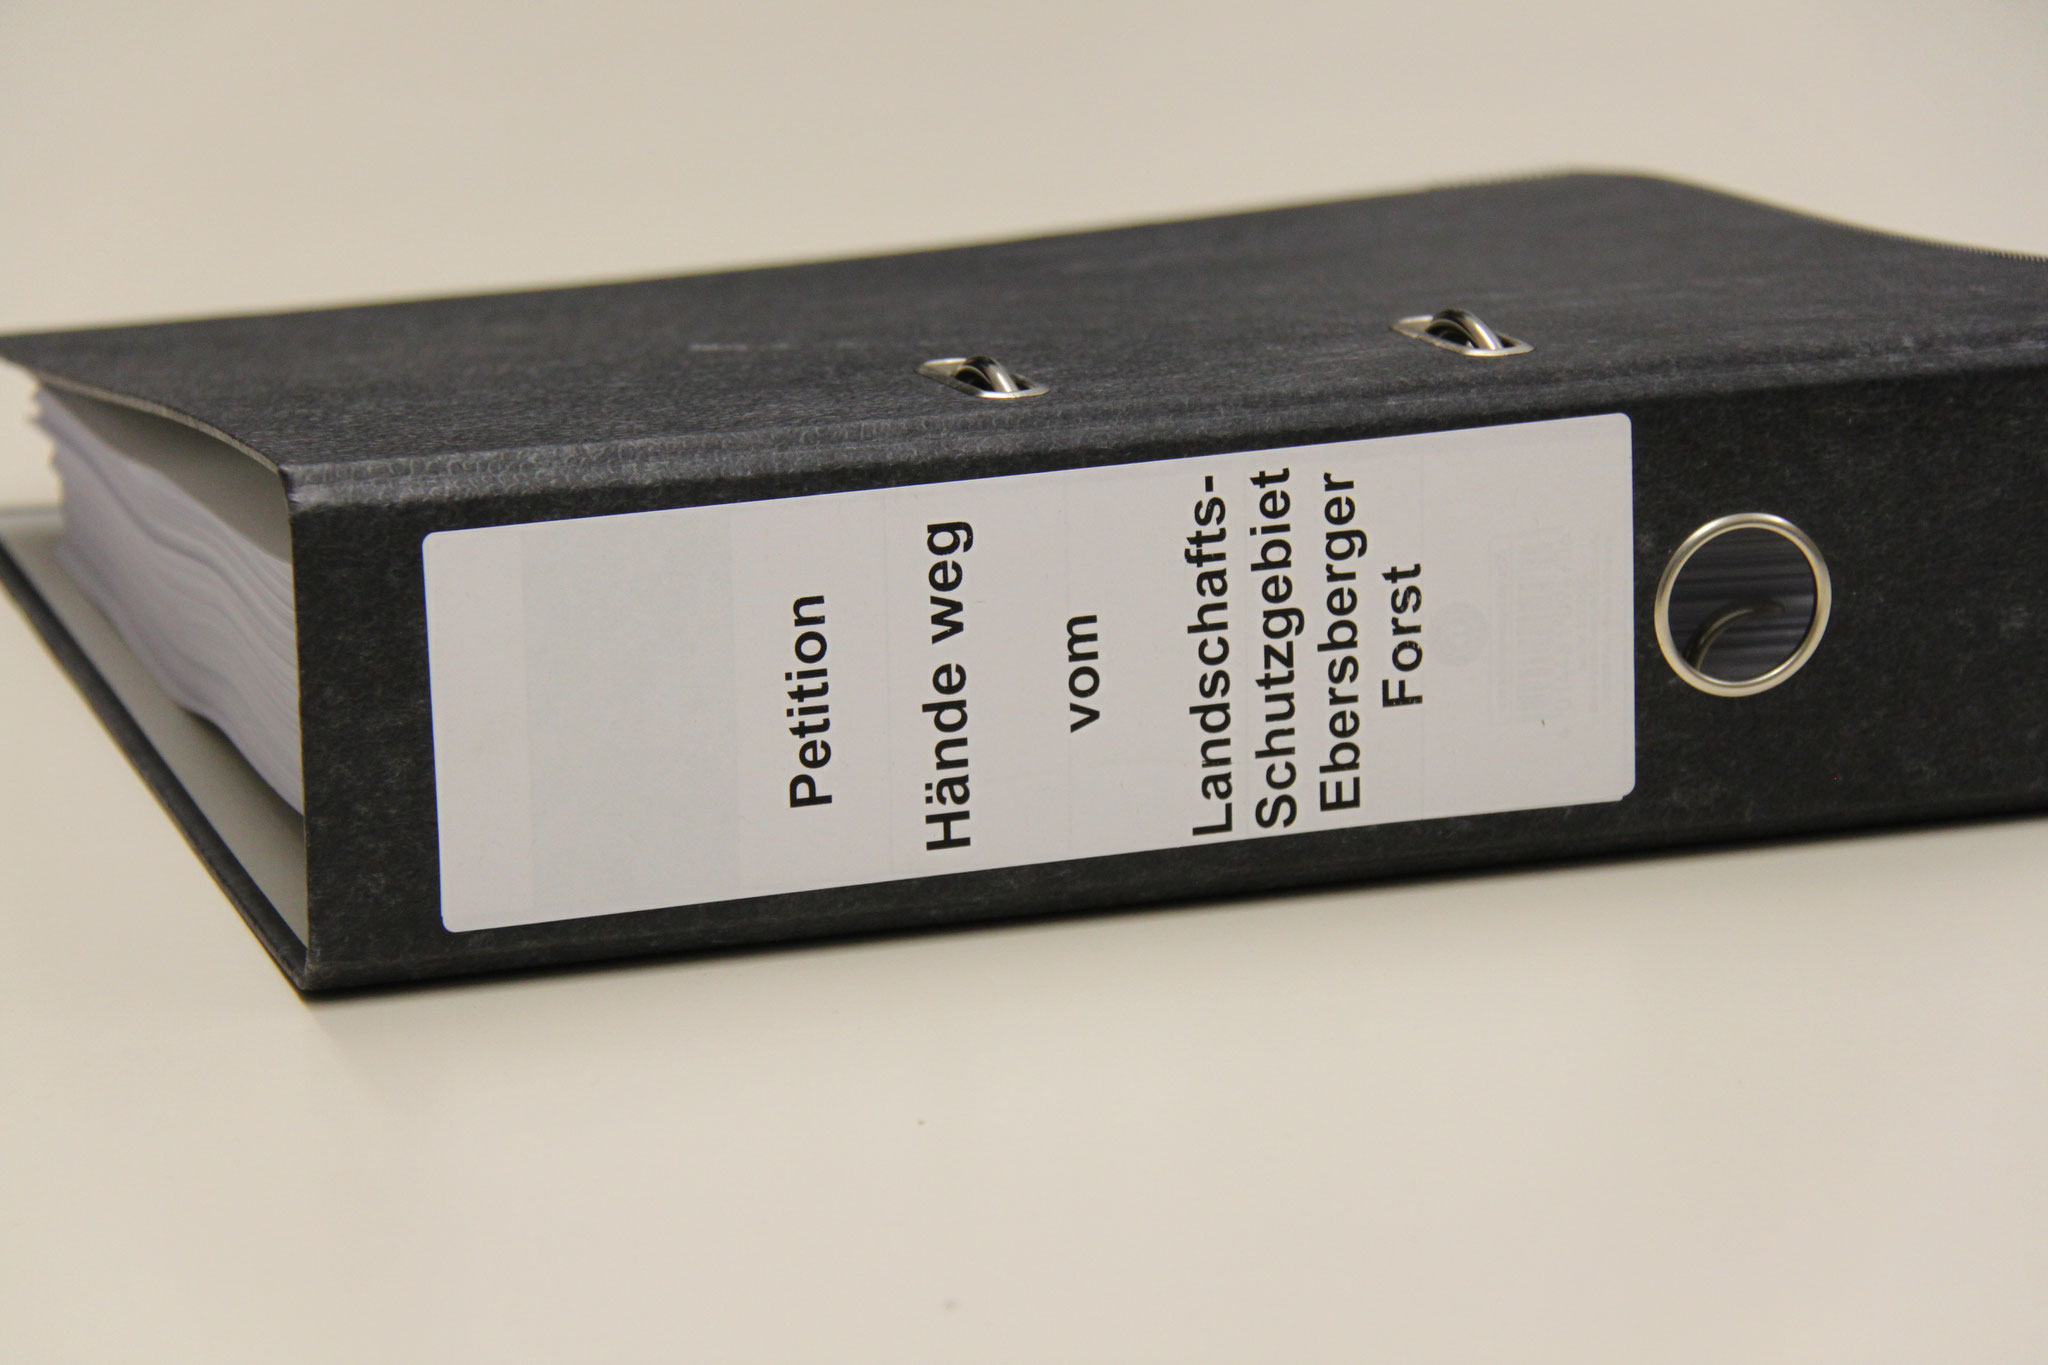 Petition
Hände weg
vom
Landschafts-
Schutzgebiet
Ebersberger
Forst